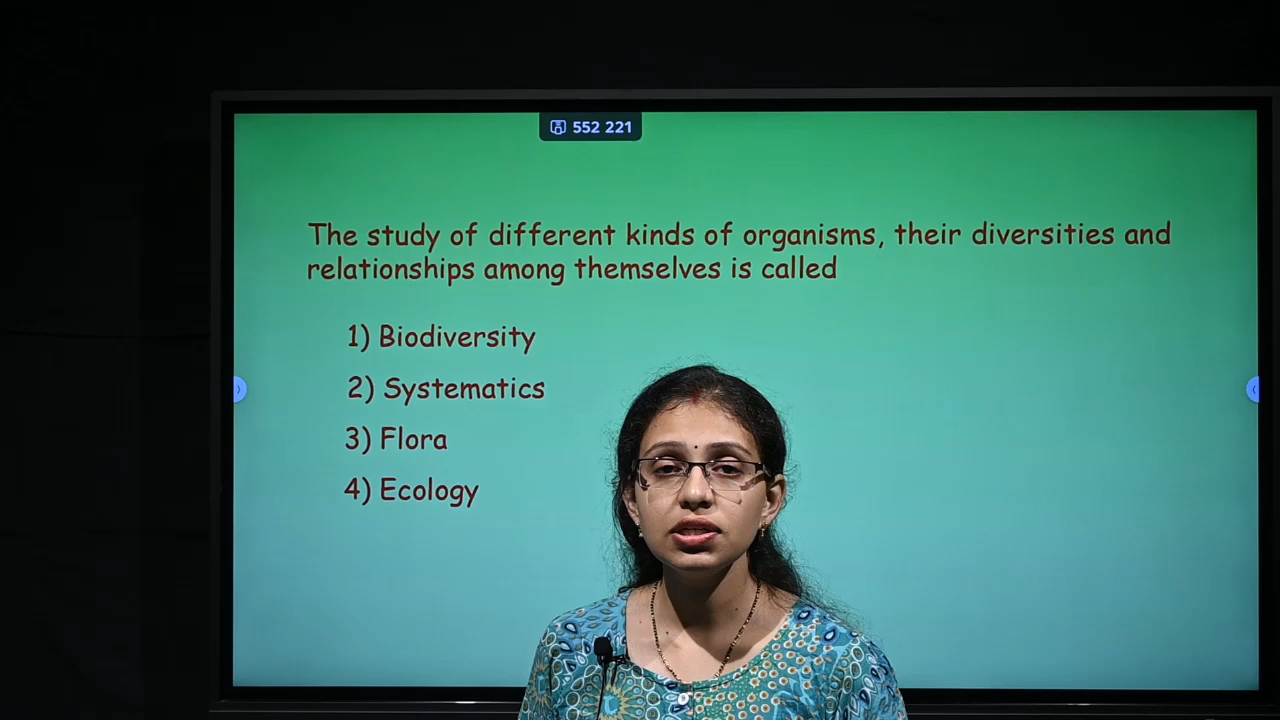 552 221
The study of different kinds of organisms, their diversities and
relationships among themselves is called
1) Biodiversity
2) Systematics
3) Flora
4) Ecology